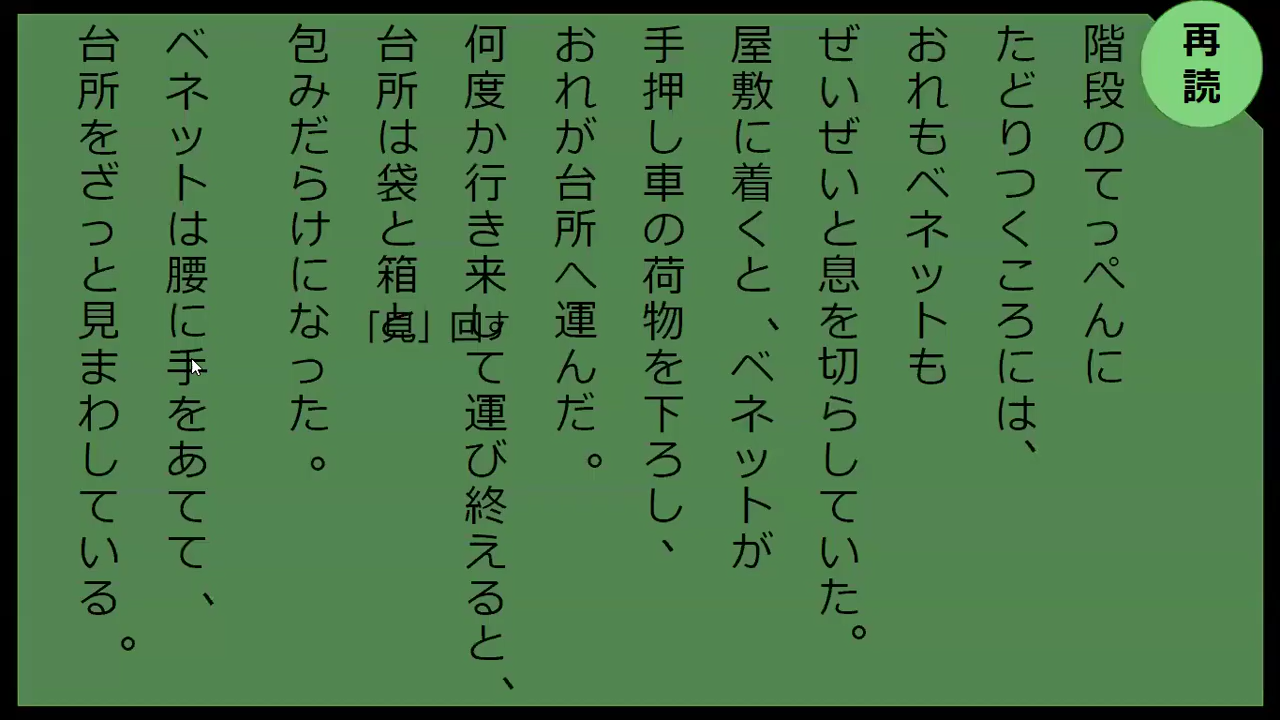 再読
階段のてっぺんに
たどりつくころには、
おれもベネットも
ぜいぜいと息を切らしていた。
屋敷に着くと、ベネットが
手押し車の荷物を下ろし、
おれが台所へ運んだ。
何度か行き来して運び終えると、
台所は袋と箱と
包みだらけになった。
ベネットは腰に手をあてて、
台所をざっと見まわしている。
回す